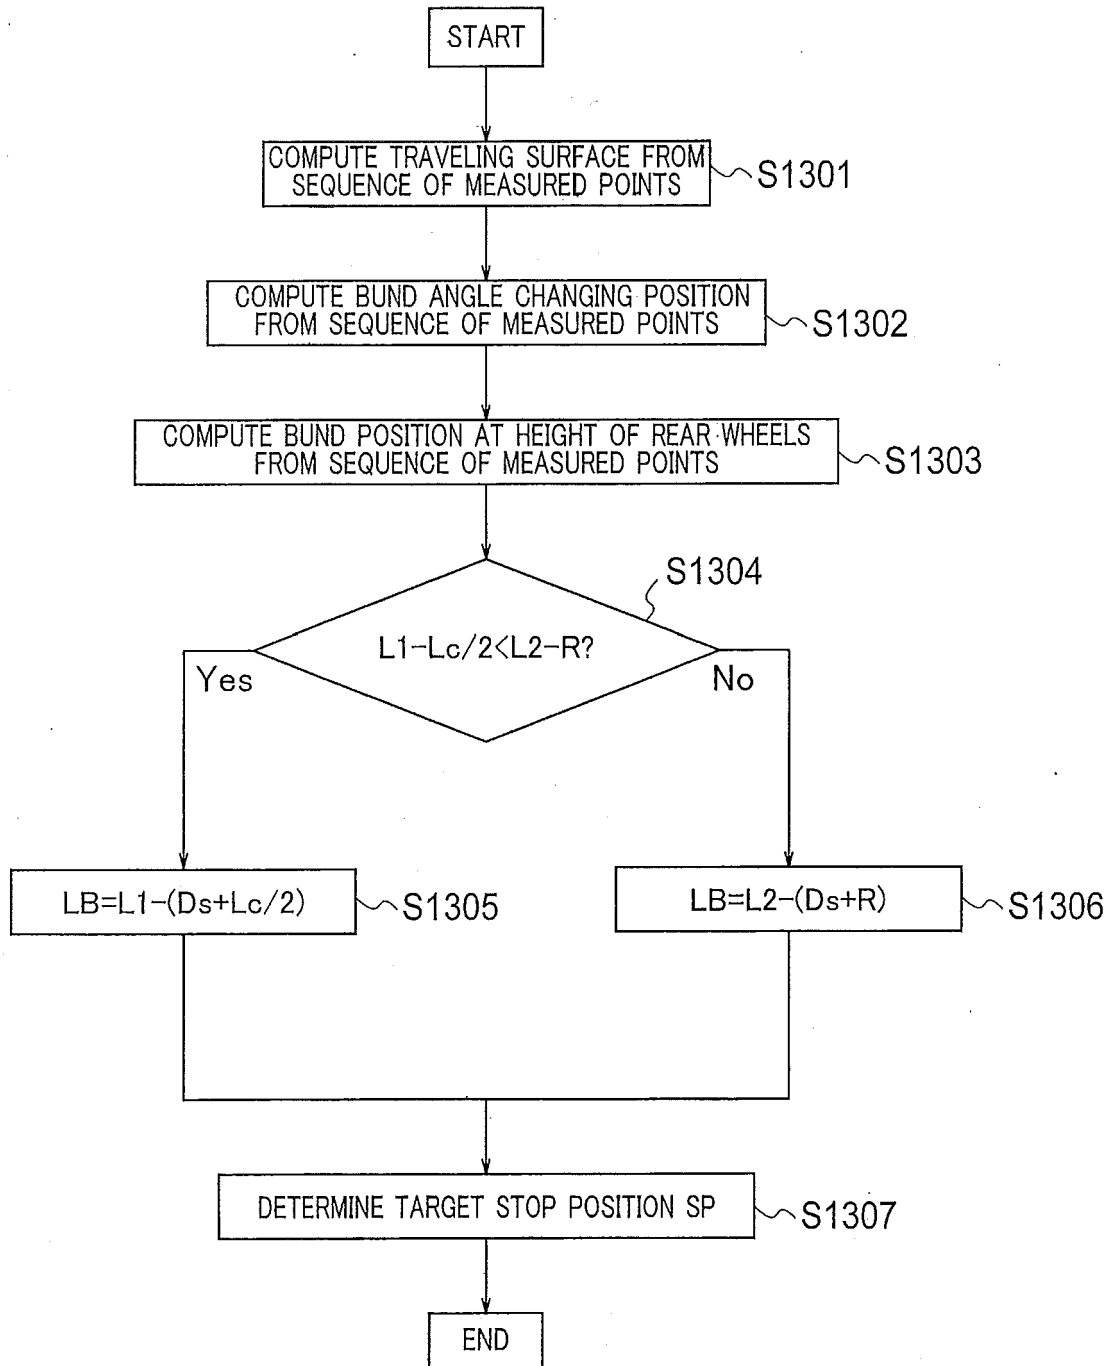 START
COMPUTE TRAVELING SURFACE FROM
SEQUENCE OF MEASURED POINTS
S1301
COMPUTE BUND ANGLE CHANGING POSITION
FROM SEQUENCE OF MEASURED POINTS
S1302
COMPUTE BUND POSITION AT HEIGHT OF REAR WHEELS
FROM SEQUENCE OF MEASURED POINTS
S1303
S1304
L1-Lc/2<L2-R?
Yes
No
LB=L1-(Ds+Lc/2)
S1305
LB=L2-(Ds+R)
S1306
DETERMINE TARGET STOP POSITION SP
S1307
END